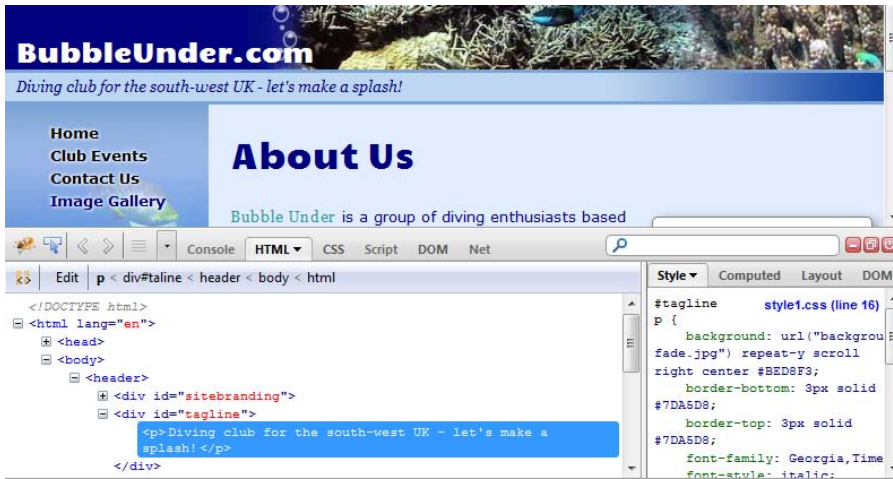 BubbleUnder.com
Diving club for the south-west UK - let's make a splash!
Home
Club Events
Contact Us
Image Gallery
About Us
Bubble Under is a group of diving enthusiasts based
Console HTML CSS Script DOM Net
Edit p < div#taline < header < body < html
<!DOCTYPE html>
<html lang="en">
<head>
<body>
<header>
<div id="sitebranding">
<div id="tagline">
<p>Diving club for the south-west UK - let's make a
splash!</p>
</div>
Style Computed Layout DOM
#tagline style1.css (line 16)
p {
background: url("backgrou
fade.jpg") repeat-y scroll
right center #BED8F3;
border-bottom: 3px solid
#7DA5D8;
border-top: 3px solid
#7DA5D8;
font-family: Georgia,Time
font-style: italic;